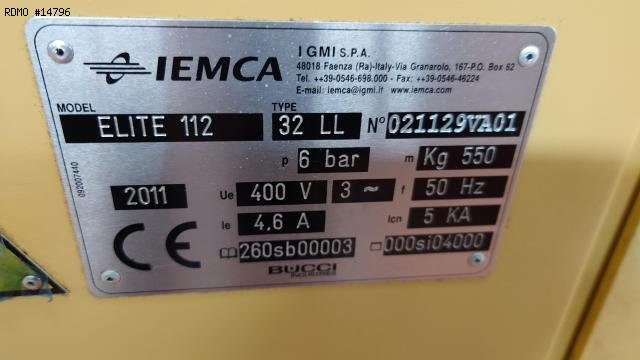 RDMO #14796
IEMCA
IGMI S.P.A.
48018 Faenza (Ra)-Italy-Via Granarolo, 167-P.O. Box 62
Tel. ++39-0546-698.000 - Fax: ++39-0546-46224
E-mail: iemca@igmi.it www.iemca.com
MODEL ELITE 112 TYPE 32 LL N° 021129VA01
p 6 bar m Kg 550
2011 Ue 400 V 3 ~ f 50 Hz
Ie 4,6 A Icn 5 KA
CE 260sb00003 000si04000
BUCCI
INDUSTRIES
092007440